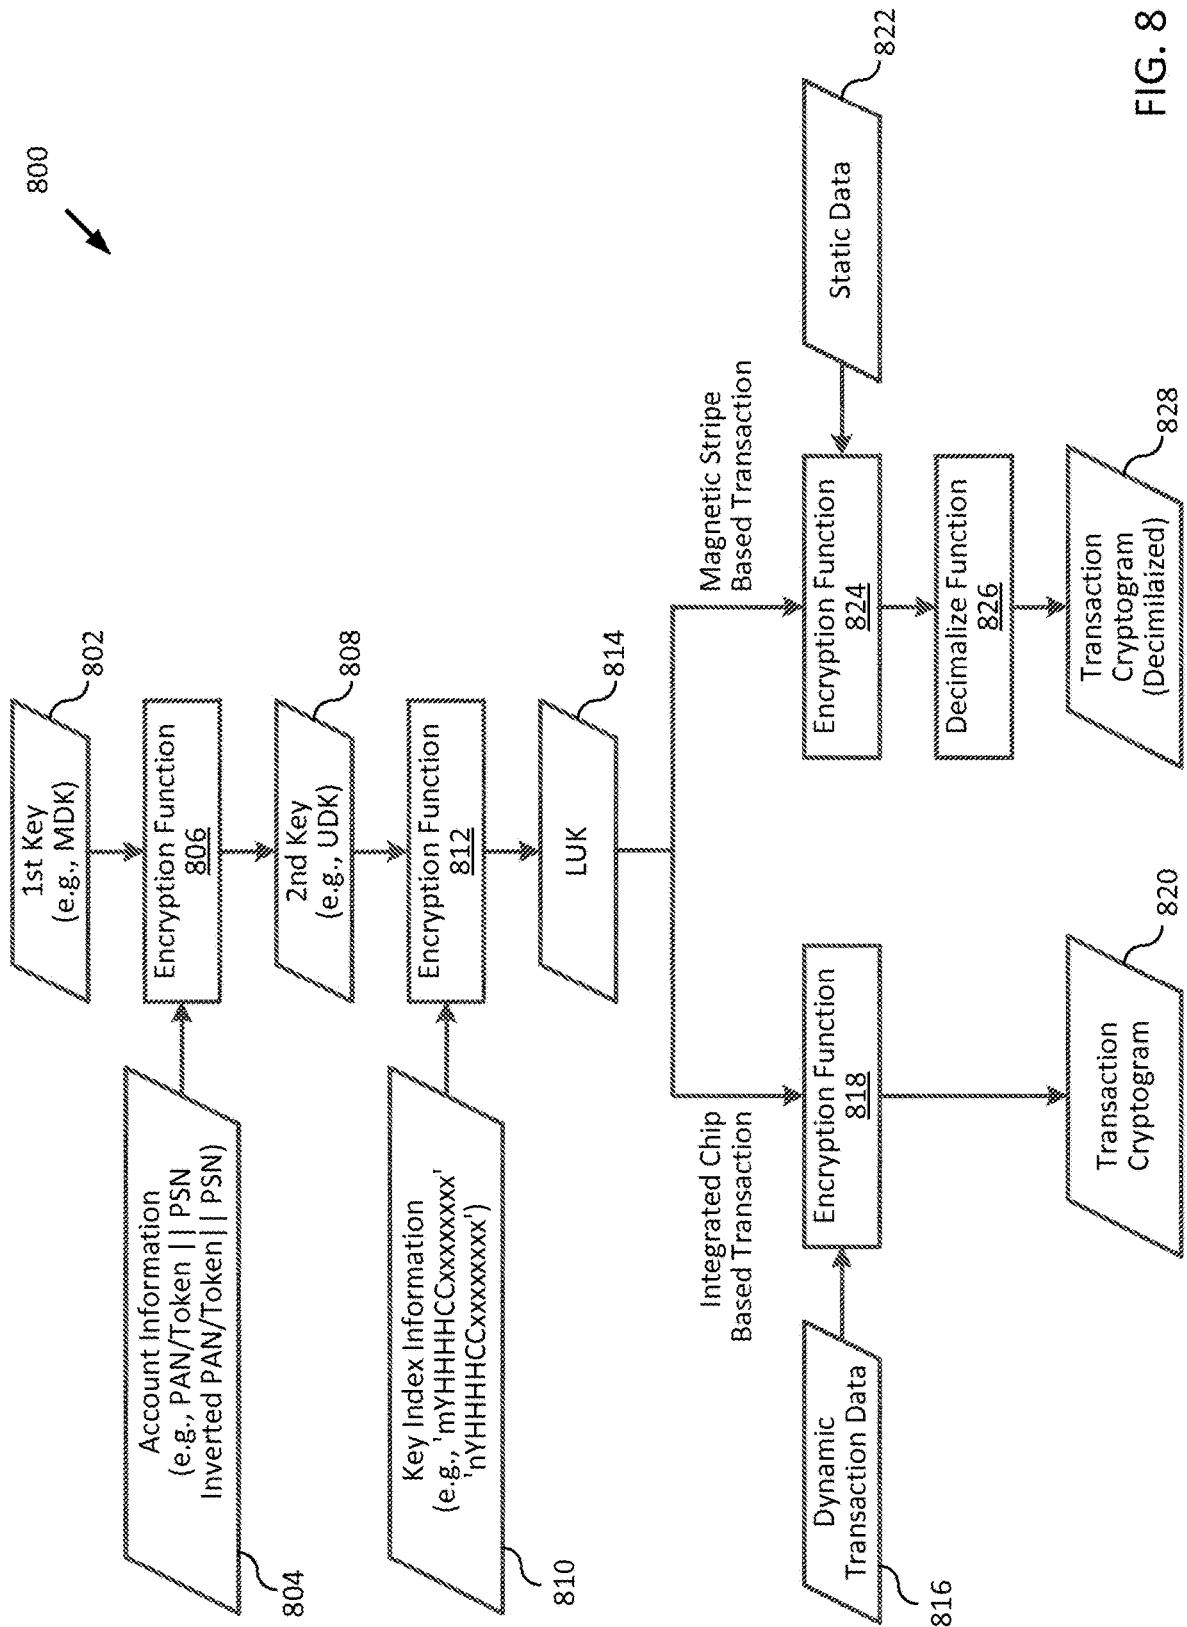 800
1st Key
(e.g., MDK)
802
Account Information
(e.g., PAN/Token || PSN
Inverted PAN/Token || PSN)
804
Encryption Function
806
2nd Key
(e.g., UDK)
808
Key Index Information
(e.g., 'mYHHHHCCxxxxxxxx'
'nYHHHHCCxxxxxxxx')
810
Encryption Function
812
LUK
814
Integrated Chip
Based Transaction
Magnetic Stripe
Based Transaction
Dynamic
Transaction Data
816
Encryption Function
818
Encryption Function
824
Static Data
822
Decimalize Function
826
Transaction
Cryptogram
820
Transaction
Cryptogram
(Decimilaized)
828
FIG. 8